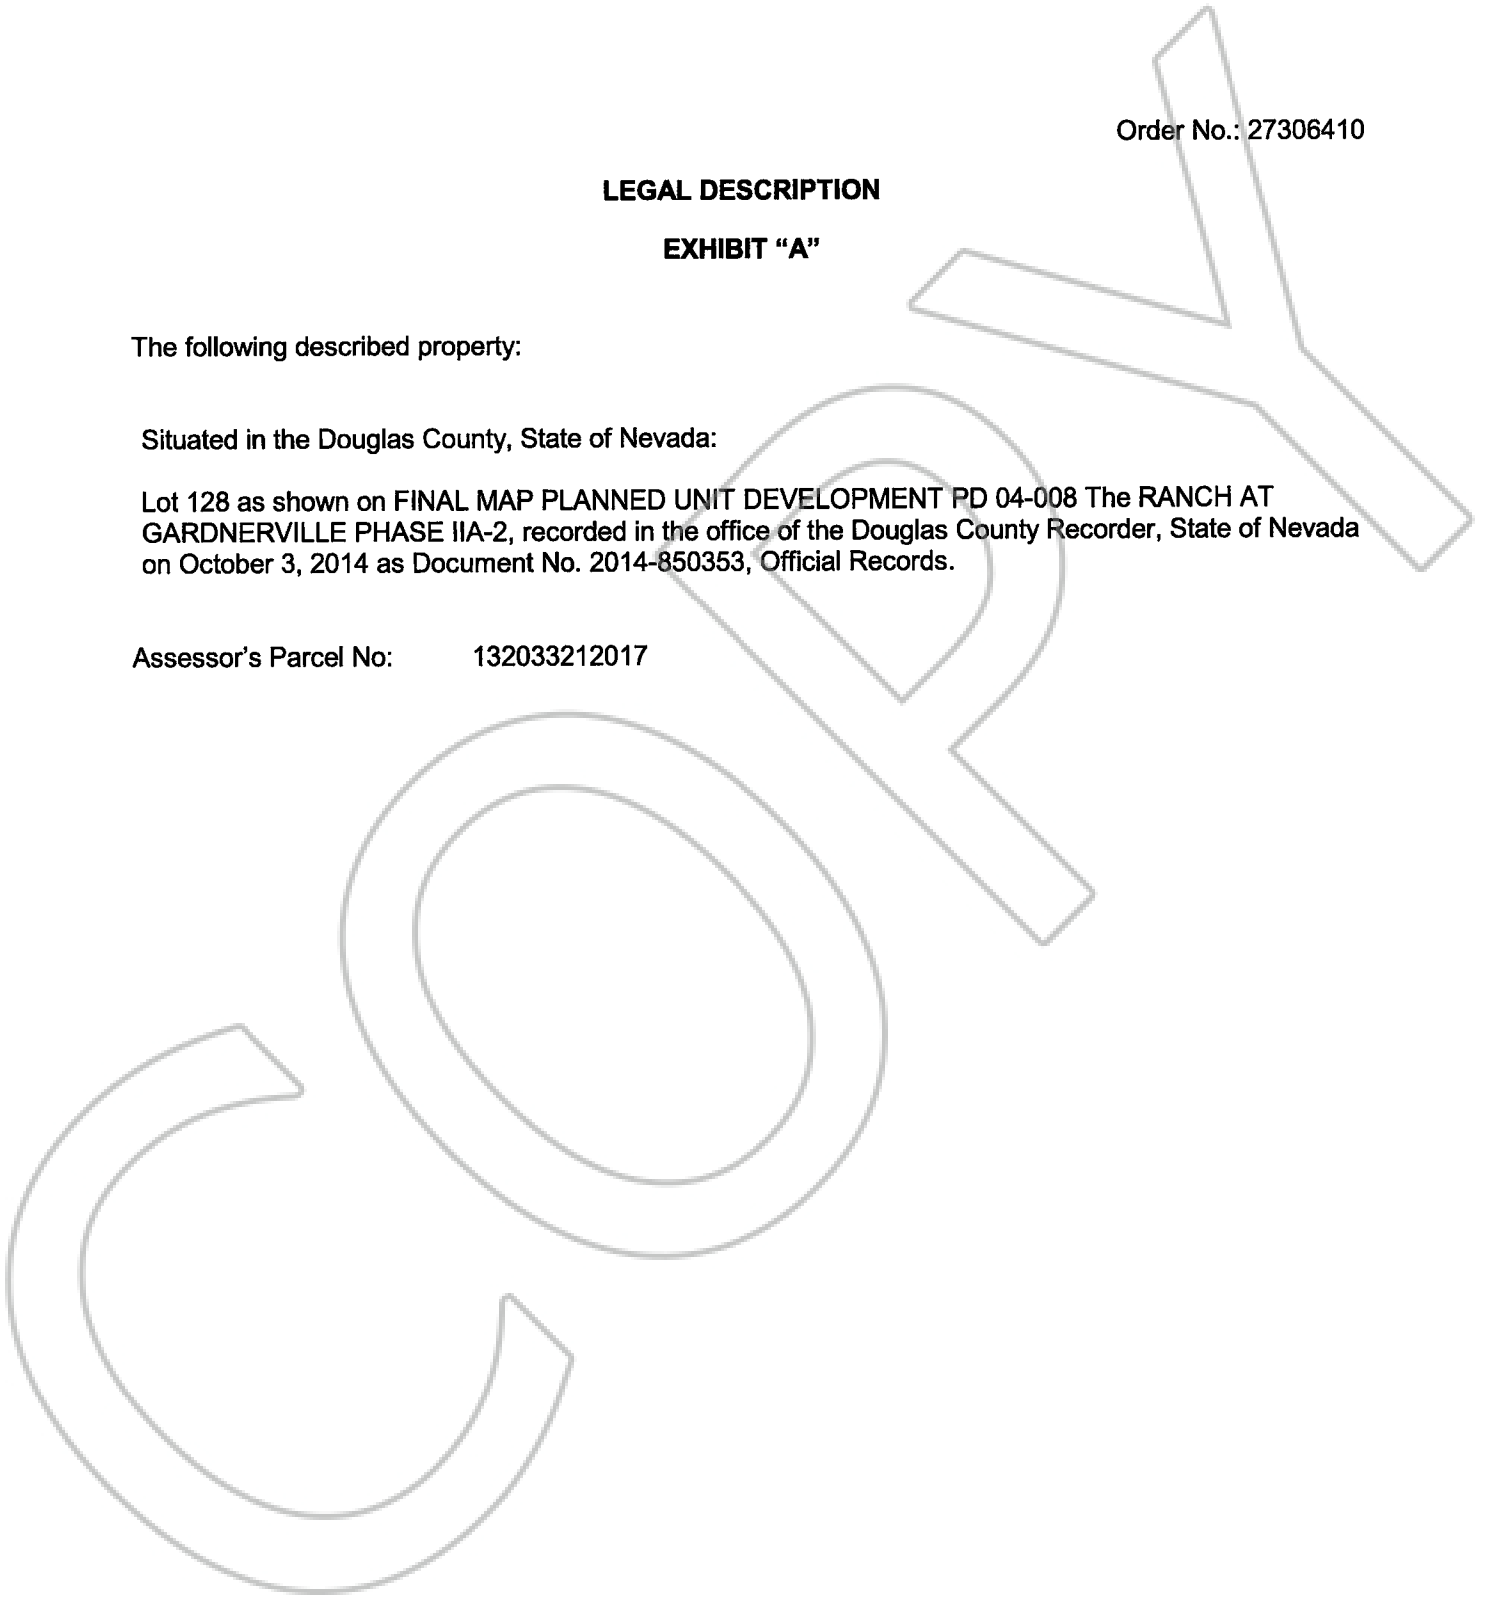 Order No.: 27306410
LEGAL DESCRIPTION
EXHIBIT “A”
The following described property:
Situated in the Douglas County, State of Nevada:
Lot 128 as shown on FINAL MAP PLANNED UNIT DEVELOPMENT PD 04-008 The RANCH AT
GARDNERVILLE PHASE IIA-2, recorded in the office of the Douglas County Recorder, State of Nevada
on October 3, 2014 as Document No. 2014-850353, Official Records.
Assessor’s Parcel No: 132033212017
COPY